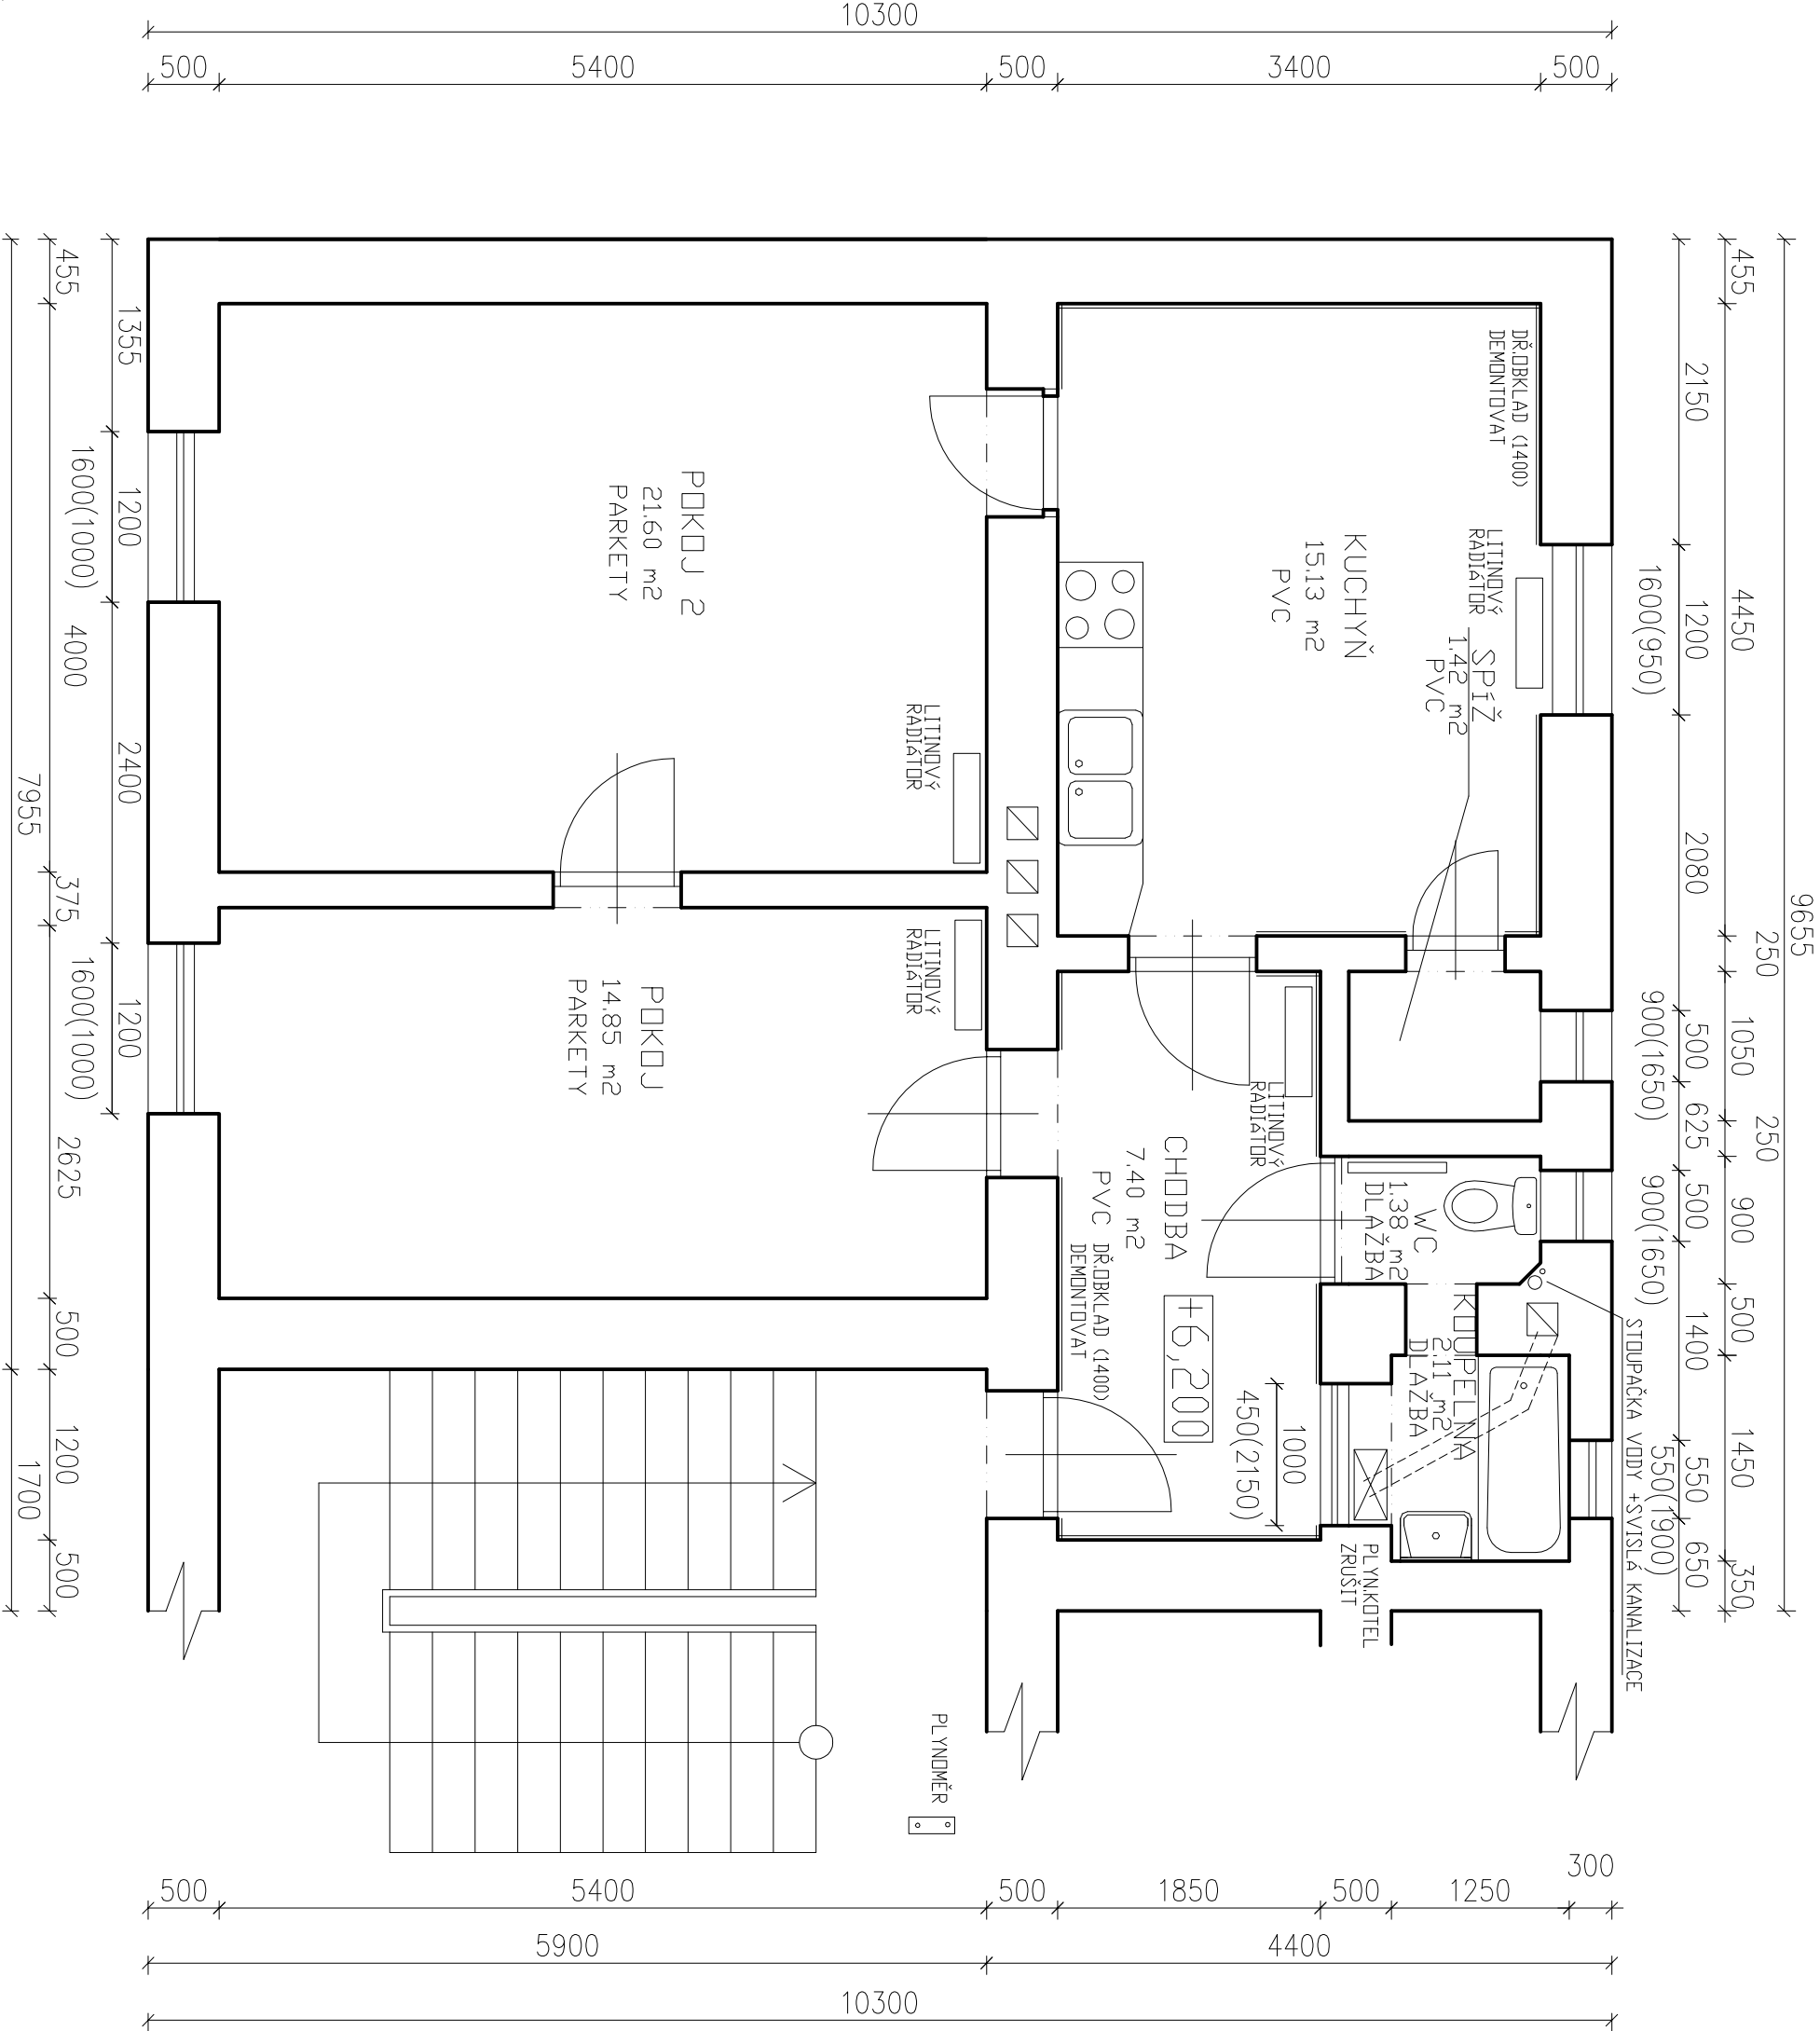 10300
500
5400
500
3400
500
455
1355
1200
1600(1000)
4000
2400
7955
375
1200
1600(1000)
2625
500
1200
1700
500
455
2150
4450
1200
1600(950)
2080
9655
250
500
900(1650)
1050
625
250
500
900(1650)
900
1400
500
1450
550
550(1900)
650
350
DŘ.OBKLAD (1400)
DEMONTOVAT
LITINOVÝ
RADIÁTOR
KUCHYŇ
15.13 m2
PVC
SPÍŽ
1.42 m2
PVC
POKOJ 2
21.60 m2
PARKETY
LITINOVÝ
RADIÁTOR
LITINOVÝ
RADIÁTOR
POKOJ
14.85 m2
PARKETY
LITINOVÝ
RADIÁTOR
CHODBA
7,40 m2
PVC
DŘ.OBKLAD (1400)
DEMONTOVAT
WC
1,38 m2
DLAŽBA
KOUPELNA
2.11 m2
DLAŽBA
+6,200
1000
450(2150)
STOUPAČKA VODY +SVISLÁ KANALIZACE
PLYN.KOTEL
ZRUŠIT
PLYNOMĚR
500
5400
500
1850
500
1250
300
5900
4400
10300